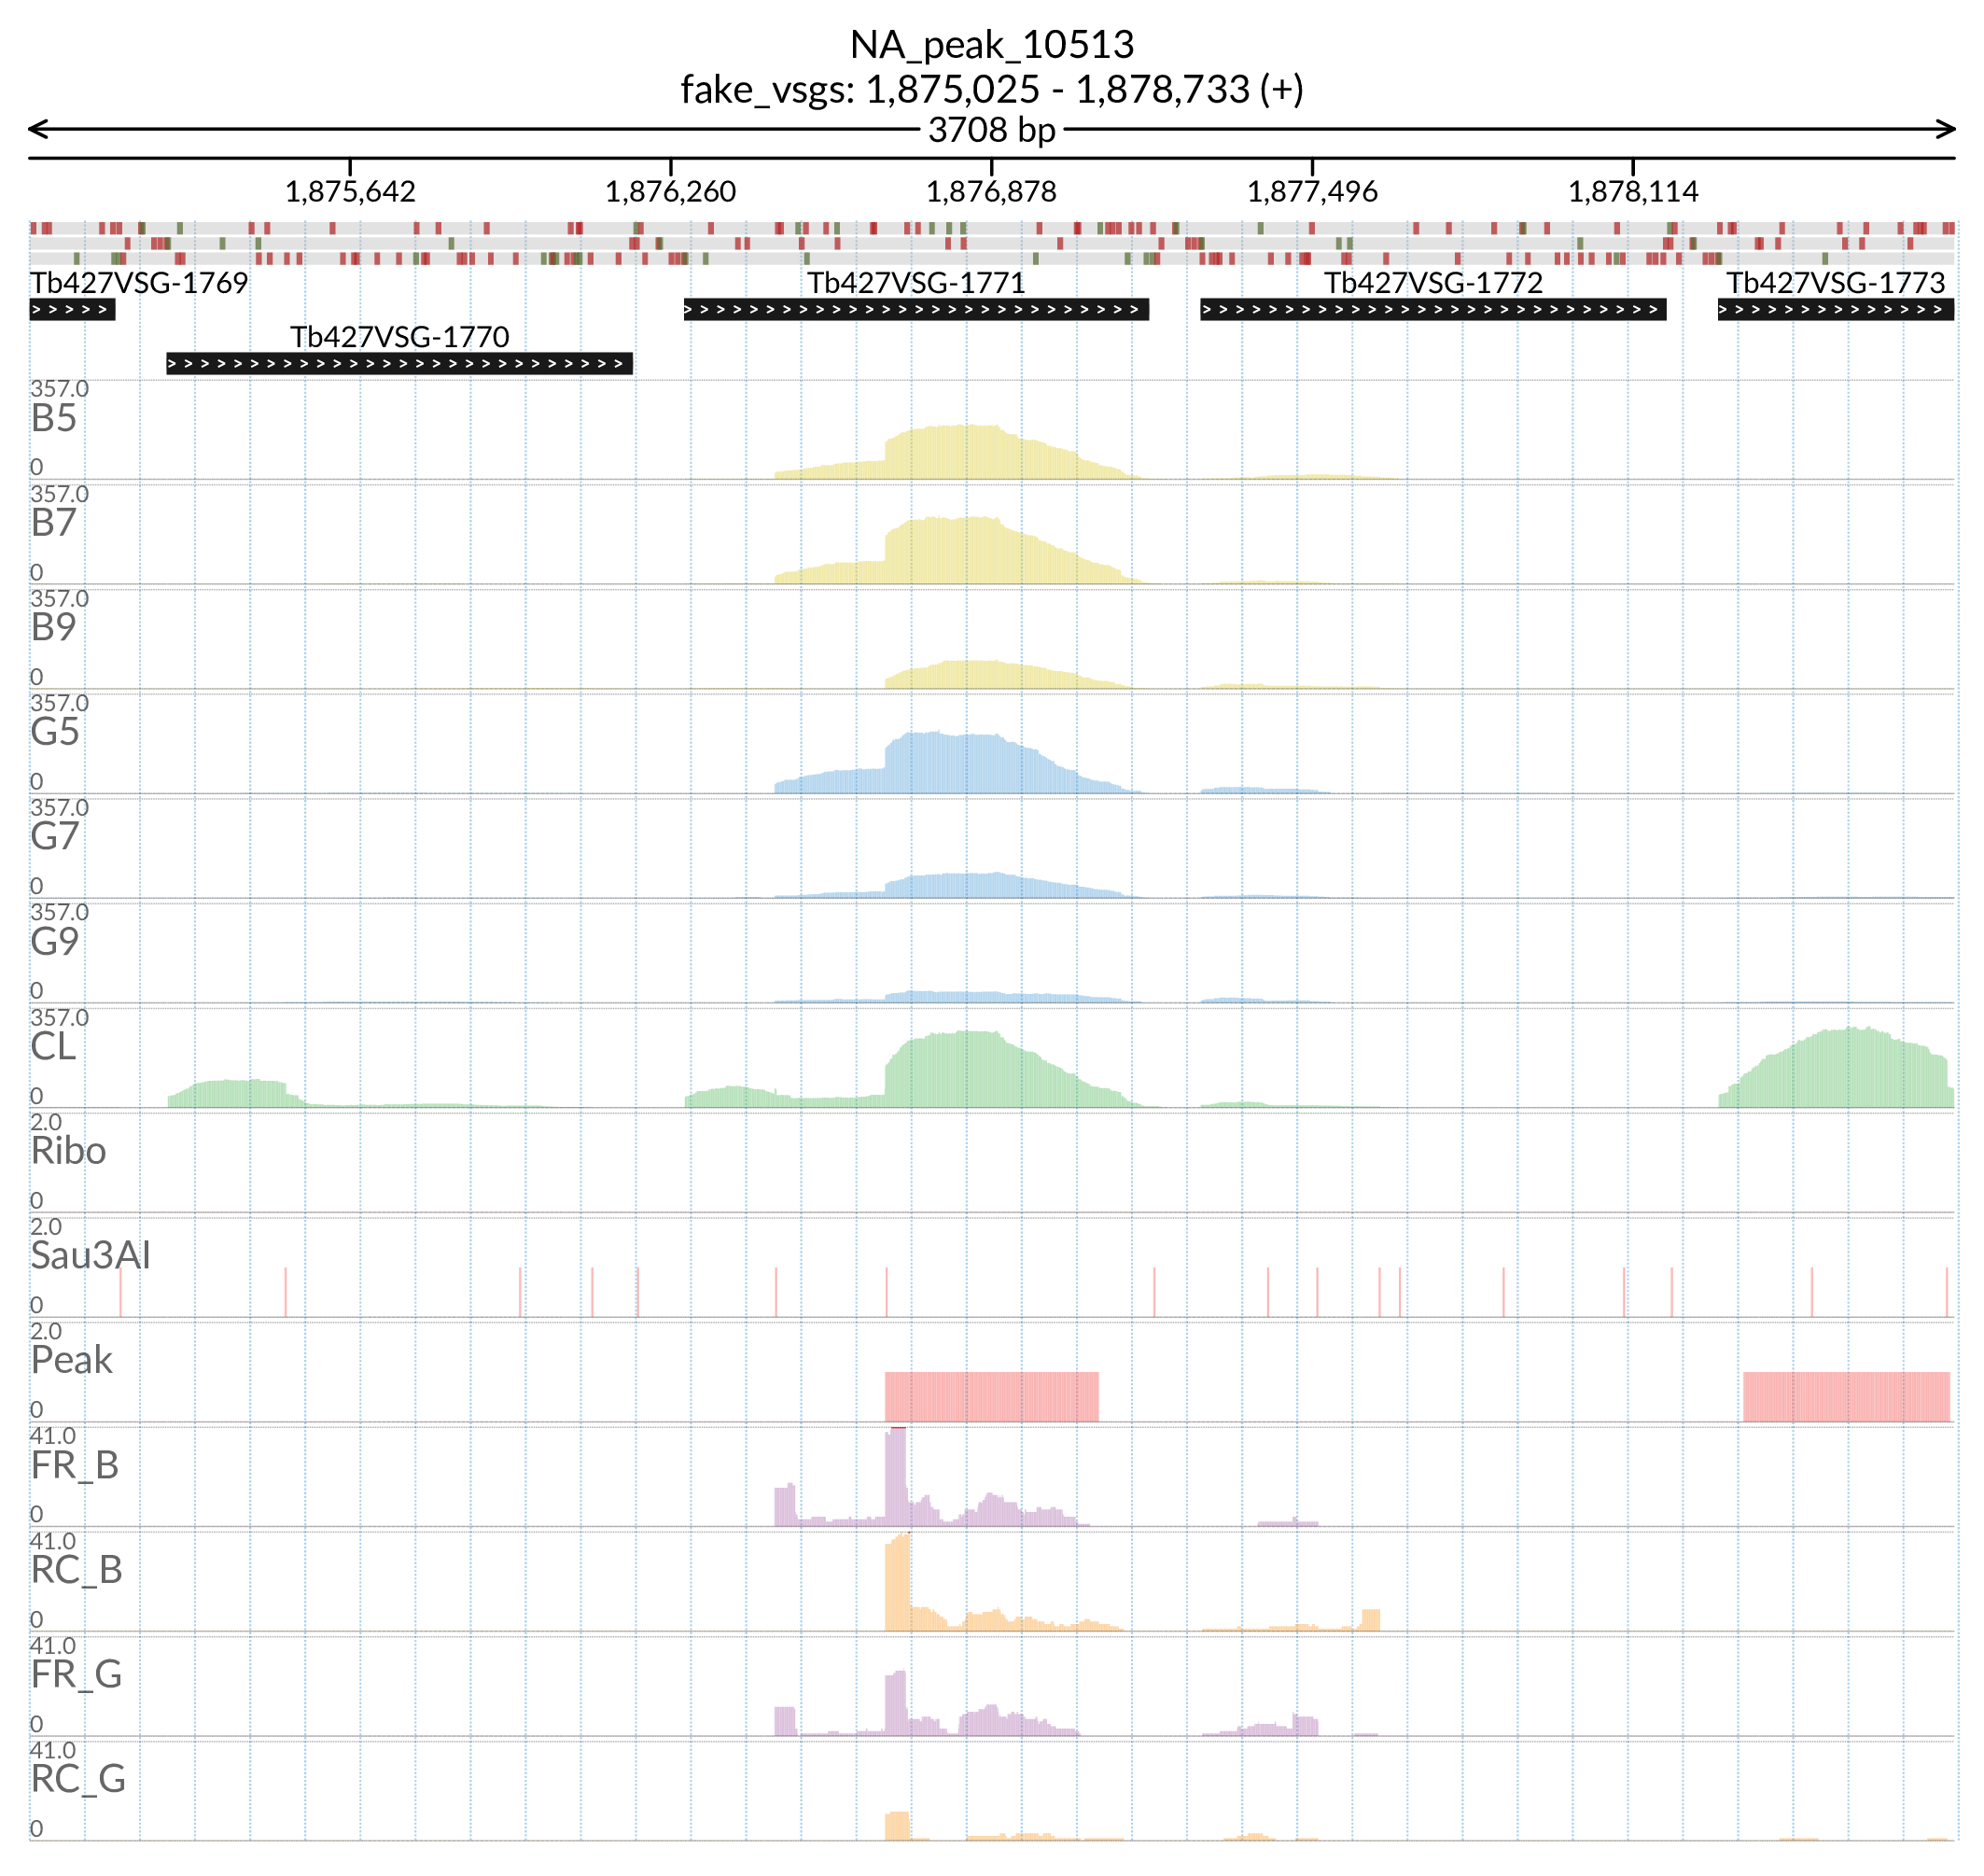 NA_peak_10513
fake_vsgs: 1,875,025 - 1,878,733 (+)
3708 bp
1,875,642 1,876,260 1,876,878 1,877,496 1,878,114
Tb427VSG-1769 Tb427VSG-1771 Tb427VSG-1772 Tb427VSG-1773
Tb427VSG-1770
357.0
B5
0
357.0
B7
0
357.0
B9
0
357.0
G5
0
357.0
G7
0
357.0
G9
0
357.0
CL
0
2.0
Ribo
0
2.0
Sau3AI
0
2.0
Peak
0
41.0
FR_B
0
41.0
RC_B
0
41.0
FR_G
0
41.0
RC_G
0